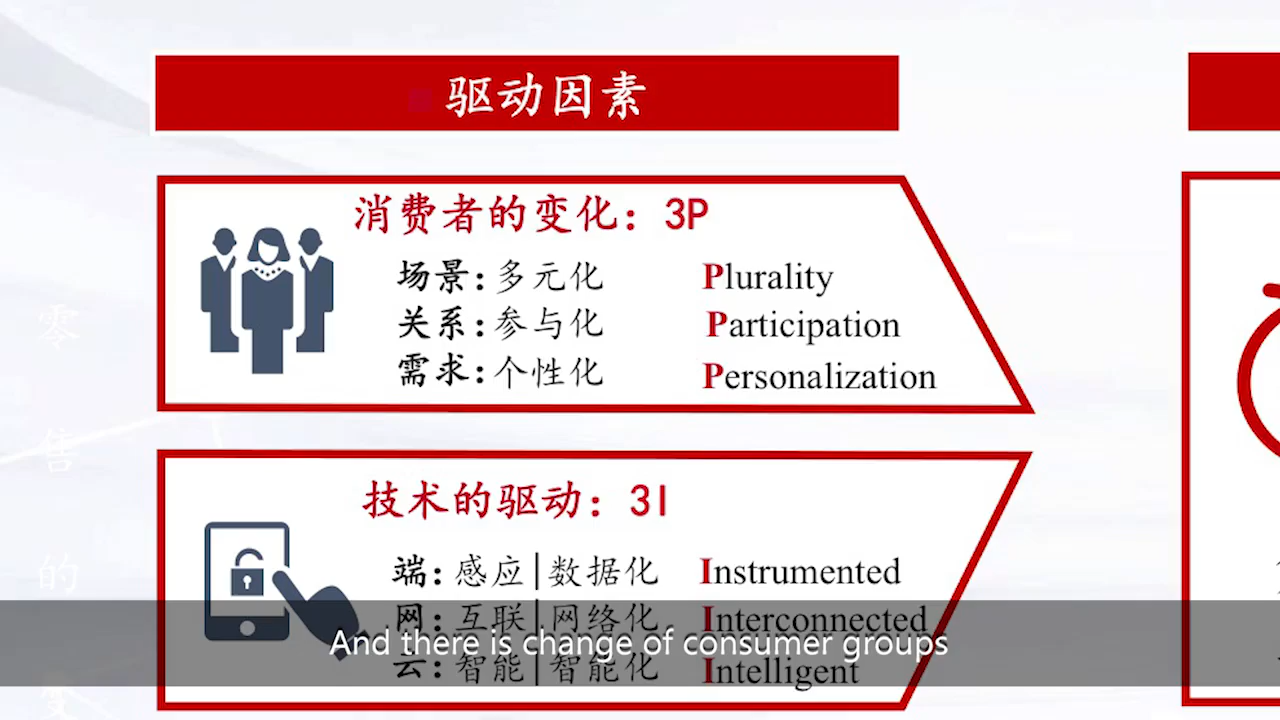 驱动因素
消费者的变化：3P
场景：多元化 Plurality
关系：参与化 Participation
需求：个性化 Personalization
技术的驱动：3I
端：感应|数据化 Instrumented
网：互联|网络化 Interconnected
云：智能|智能化 Intelligent
And there is change of consumer groups
零售的